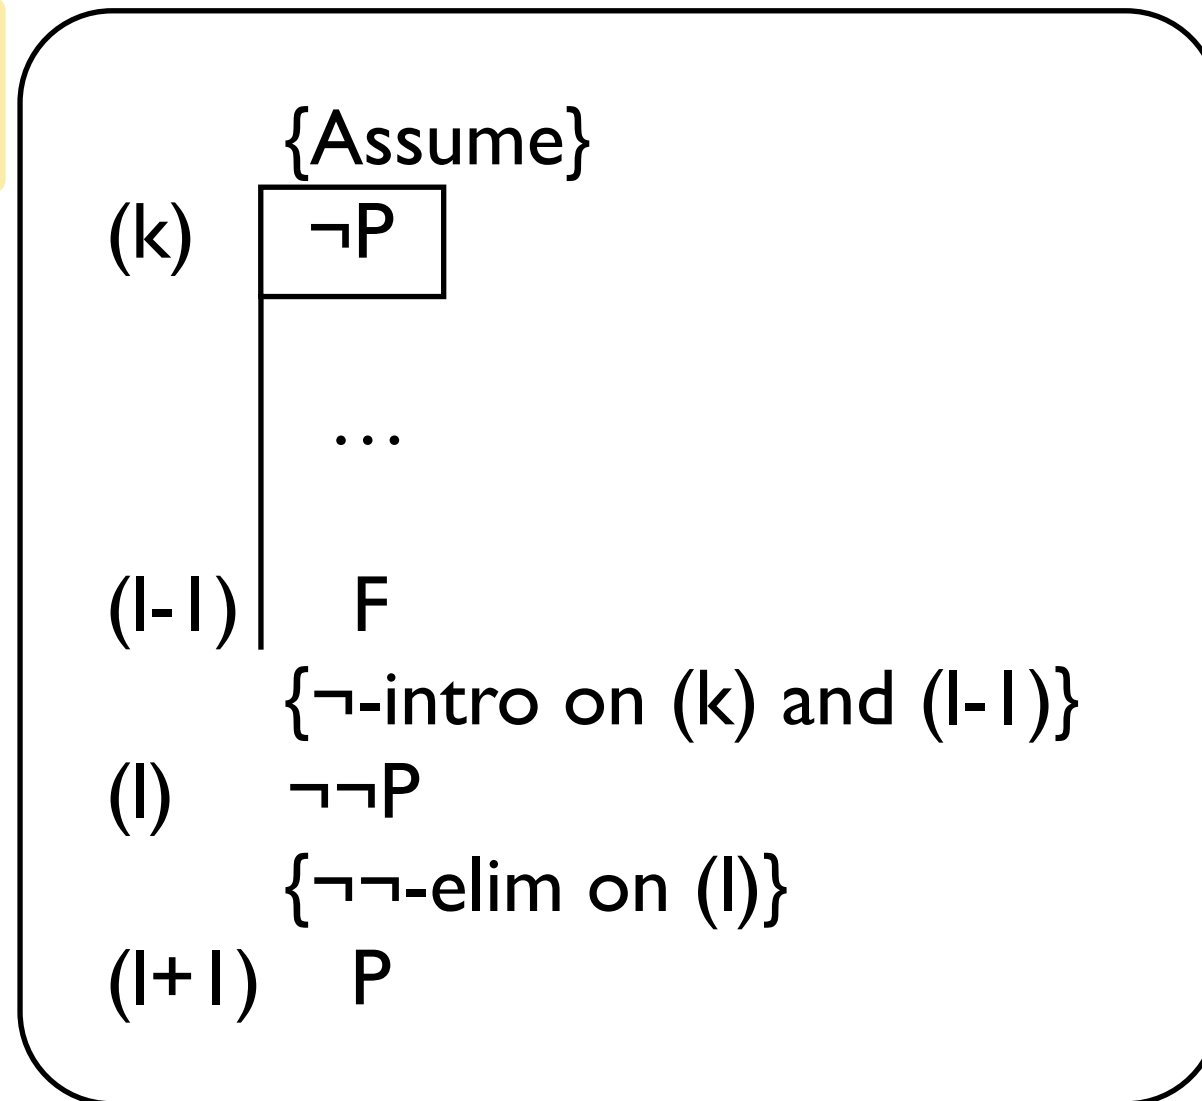 {Assume}
(k) ¬P
…
(l-1) F
{¬-intro on (k) and (l-1)}
(l) ¬¬P
{¬¬-elim on (l)}
(l+1) P